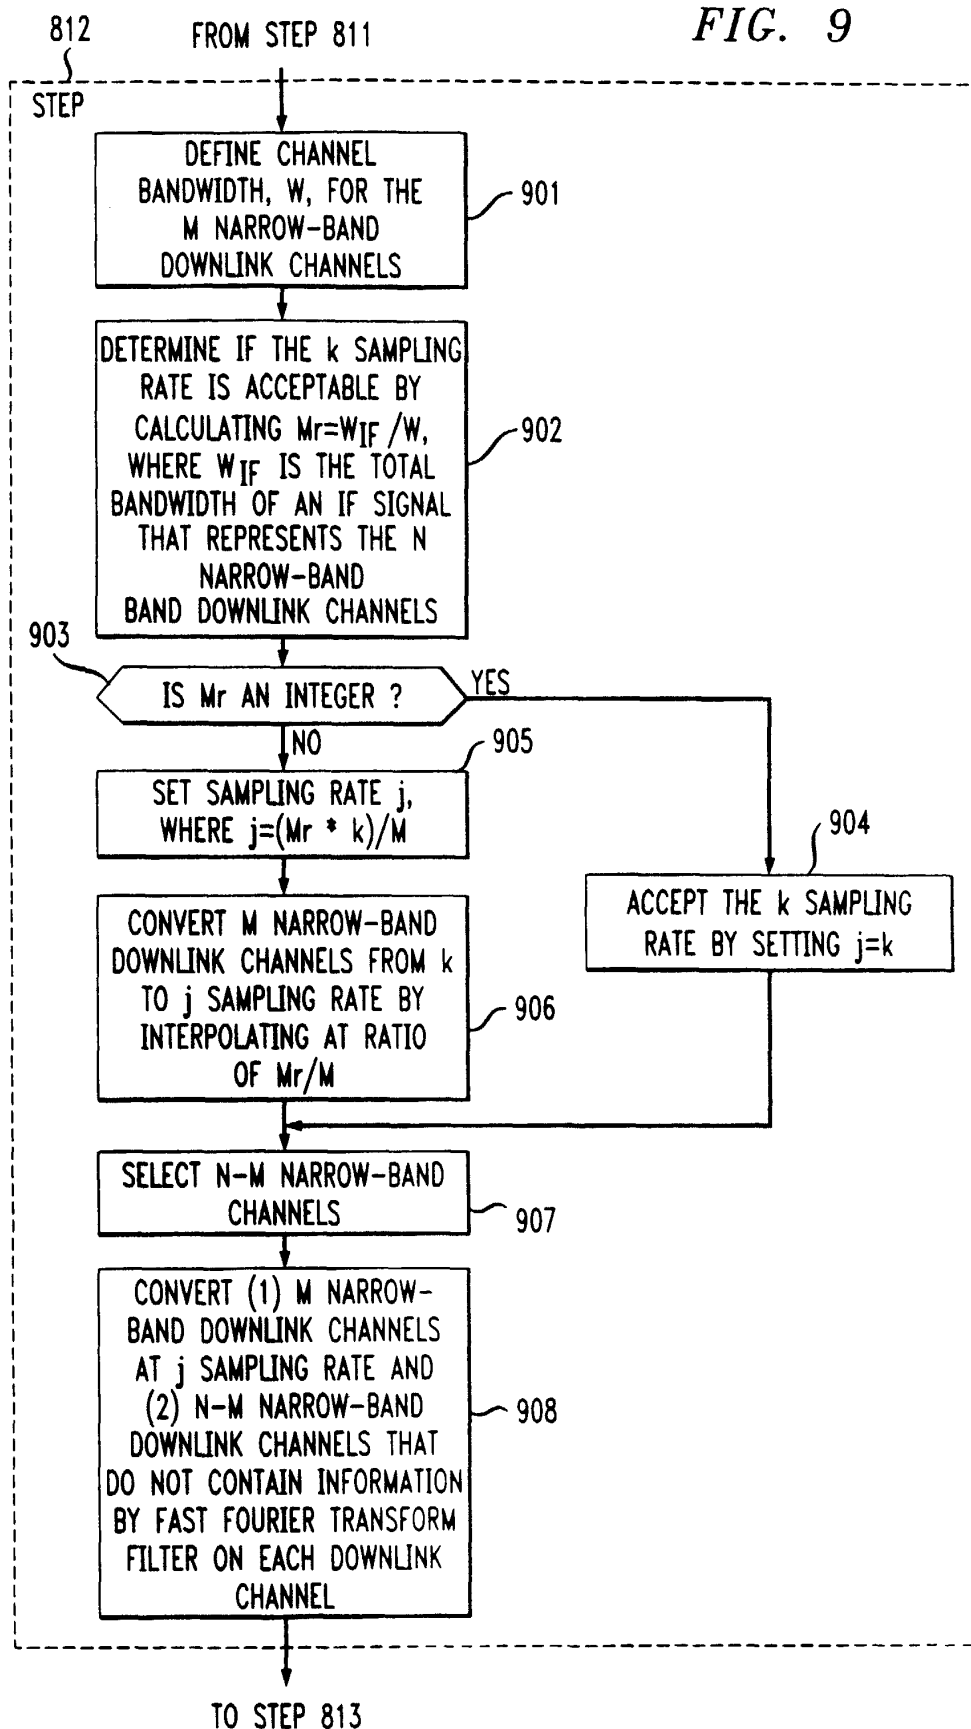 812
FROM STEP 811
FIG. 9
STEP
DEFINE CHANNEL
BANDWIDTH, W, FOR THE
M NARROW-BAND
DOWNLINK CHANNELS
901
DETERMINE IF THE k SAMPLING
RATE IS ACCEPTABLE BY
CALCULATING Mr=WIF/W,
WHERE WIF IS THE TOTAL
BANDWIDTH OF AN IF SIGNAL
THAT REPRESENTS THE N
NARROW-BAND
BAND DOWNLINK CHANNELS
902
903
IS Mr AN INTEGER ?
YES
NO
905
SET SAMPLING RATE j,
WHERE j=(Mr * k)/M
904
ACCEPT THE k SAMPLING
RATE BY SETTING j=k
CONVERT M NARROW-BAND
DOWNLINK CHANNELS FROM k
TO j SAMPLING RATE BY
INTERPOLATING AT RATIO
OF Mr/M
906
SELECT N-M NARROW-BAND
CHANNELS
907
CONVERT (1) M NARROW-
BAND DOWNLINK CHANNELS
AT j SAMPLING RATE AND
(2) N-M NARROW-BAND
DOWNLINK CHANNELS THAT
DO NOT CONTAIN INFORMATION
BY FAST FOURIER TRANSFORM
FILTER ON EACH DOWNLINK
CHANNEL
908
TO STEP 813